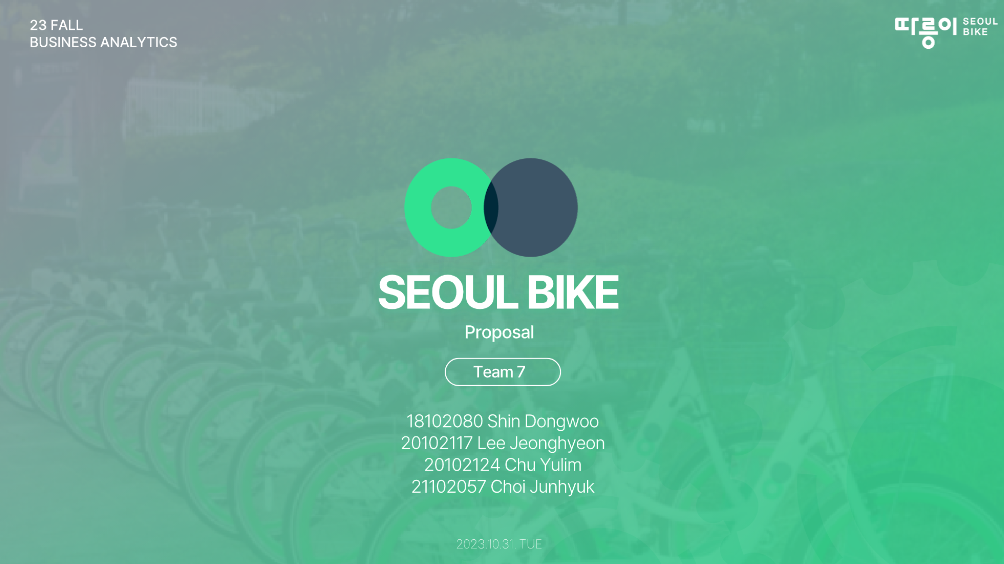 23 FALL
BUSINESS ANALYTICS
따릉이 SEOUL BIKE
SEOUL BIKE
Proposal
Team 7
18102080 Shin Dongwoo
20102117 Lee Jeonghyeon
20102124 Chu Yulim
21102057 Choi Junhyuk
2023.10.31 TUE